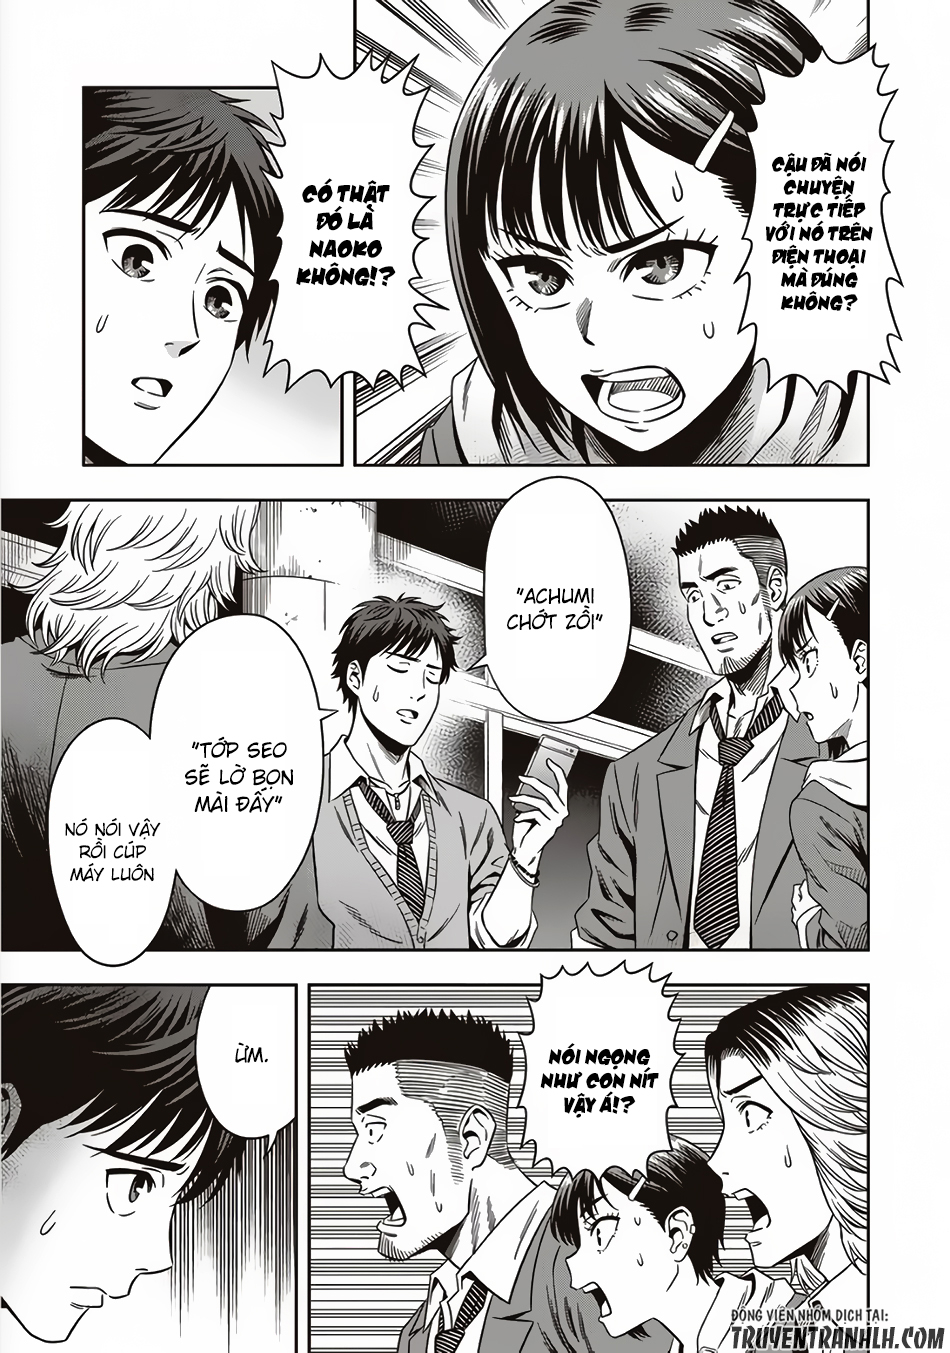 CẬU ĐÃ NÓI
CHUYỆN
TRỰC TIẾP
VỚI NÓ TRÊN
ĐIỆN THOẠI
MÀ ĐÚNG
KHÔNG?
CÓ THẬT
ĐÓ LÀ
NAOKO
KHÔNG!?
"ACHUMI
CHỚT ZỒI"
"TỚP SEO
SẼ LỜ BỌN
MÀI ĐẤY"
NÓ NÓI VẬY
RỒI CÚP
MÁY LUÔN
NÓI NGỌNG
NHƯ CON NÍT
VẬY Á!?
ỪM.
ĐỘNG VIÊN NHÓM DỊCH TẠI:
TRUYENTRANHLH.COM